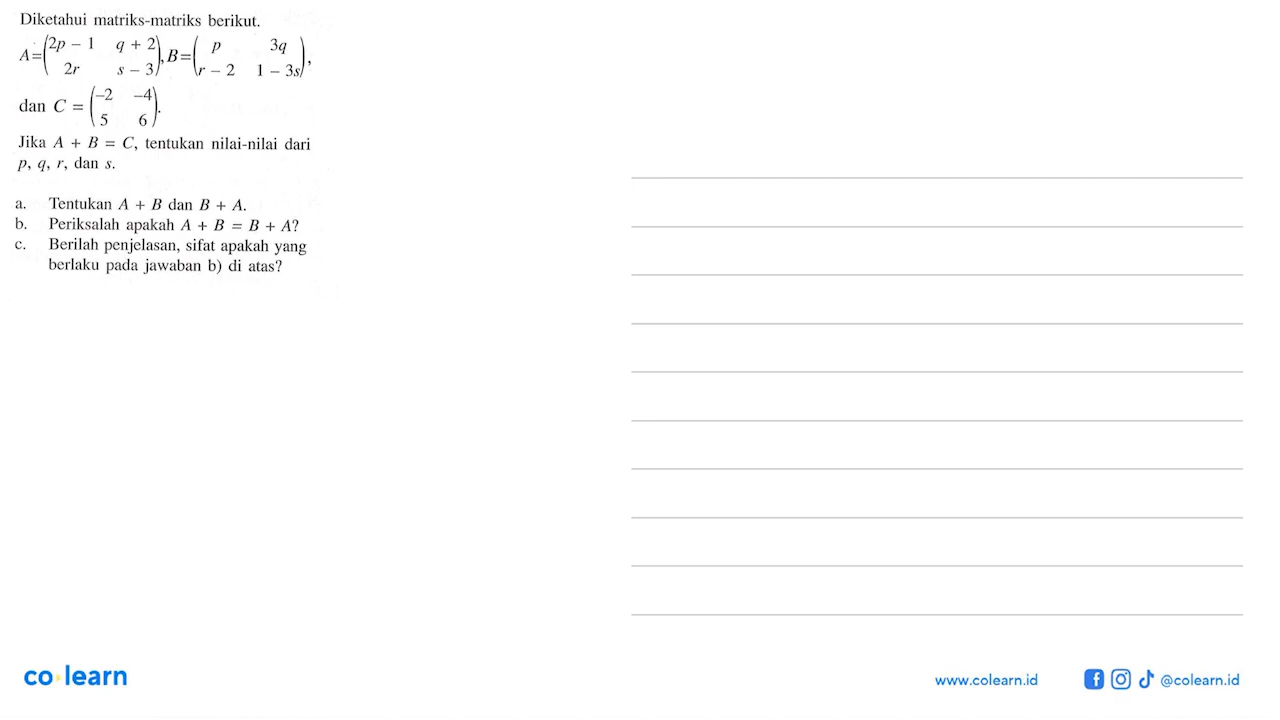 Diketahui matriks-matriks berikut.
A=(2p – 1 q + 2
2r s – 3), B=(p 3q
r – 2 1 – 3s),
dan C = (–2 –4
5 6).
Jika A + B = C, tentukan nilai-nilai dari
p, q, r, dan s.
a. Tentukan A + B dan B + A.
b. Periksalah apakah A + B = B + A?
c. Berilah penjelasan, sifat apakah yang
berlaku pada jawaban b) di atas?
co learn
www.colearn.id
@colearn.id